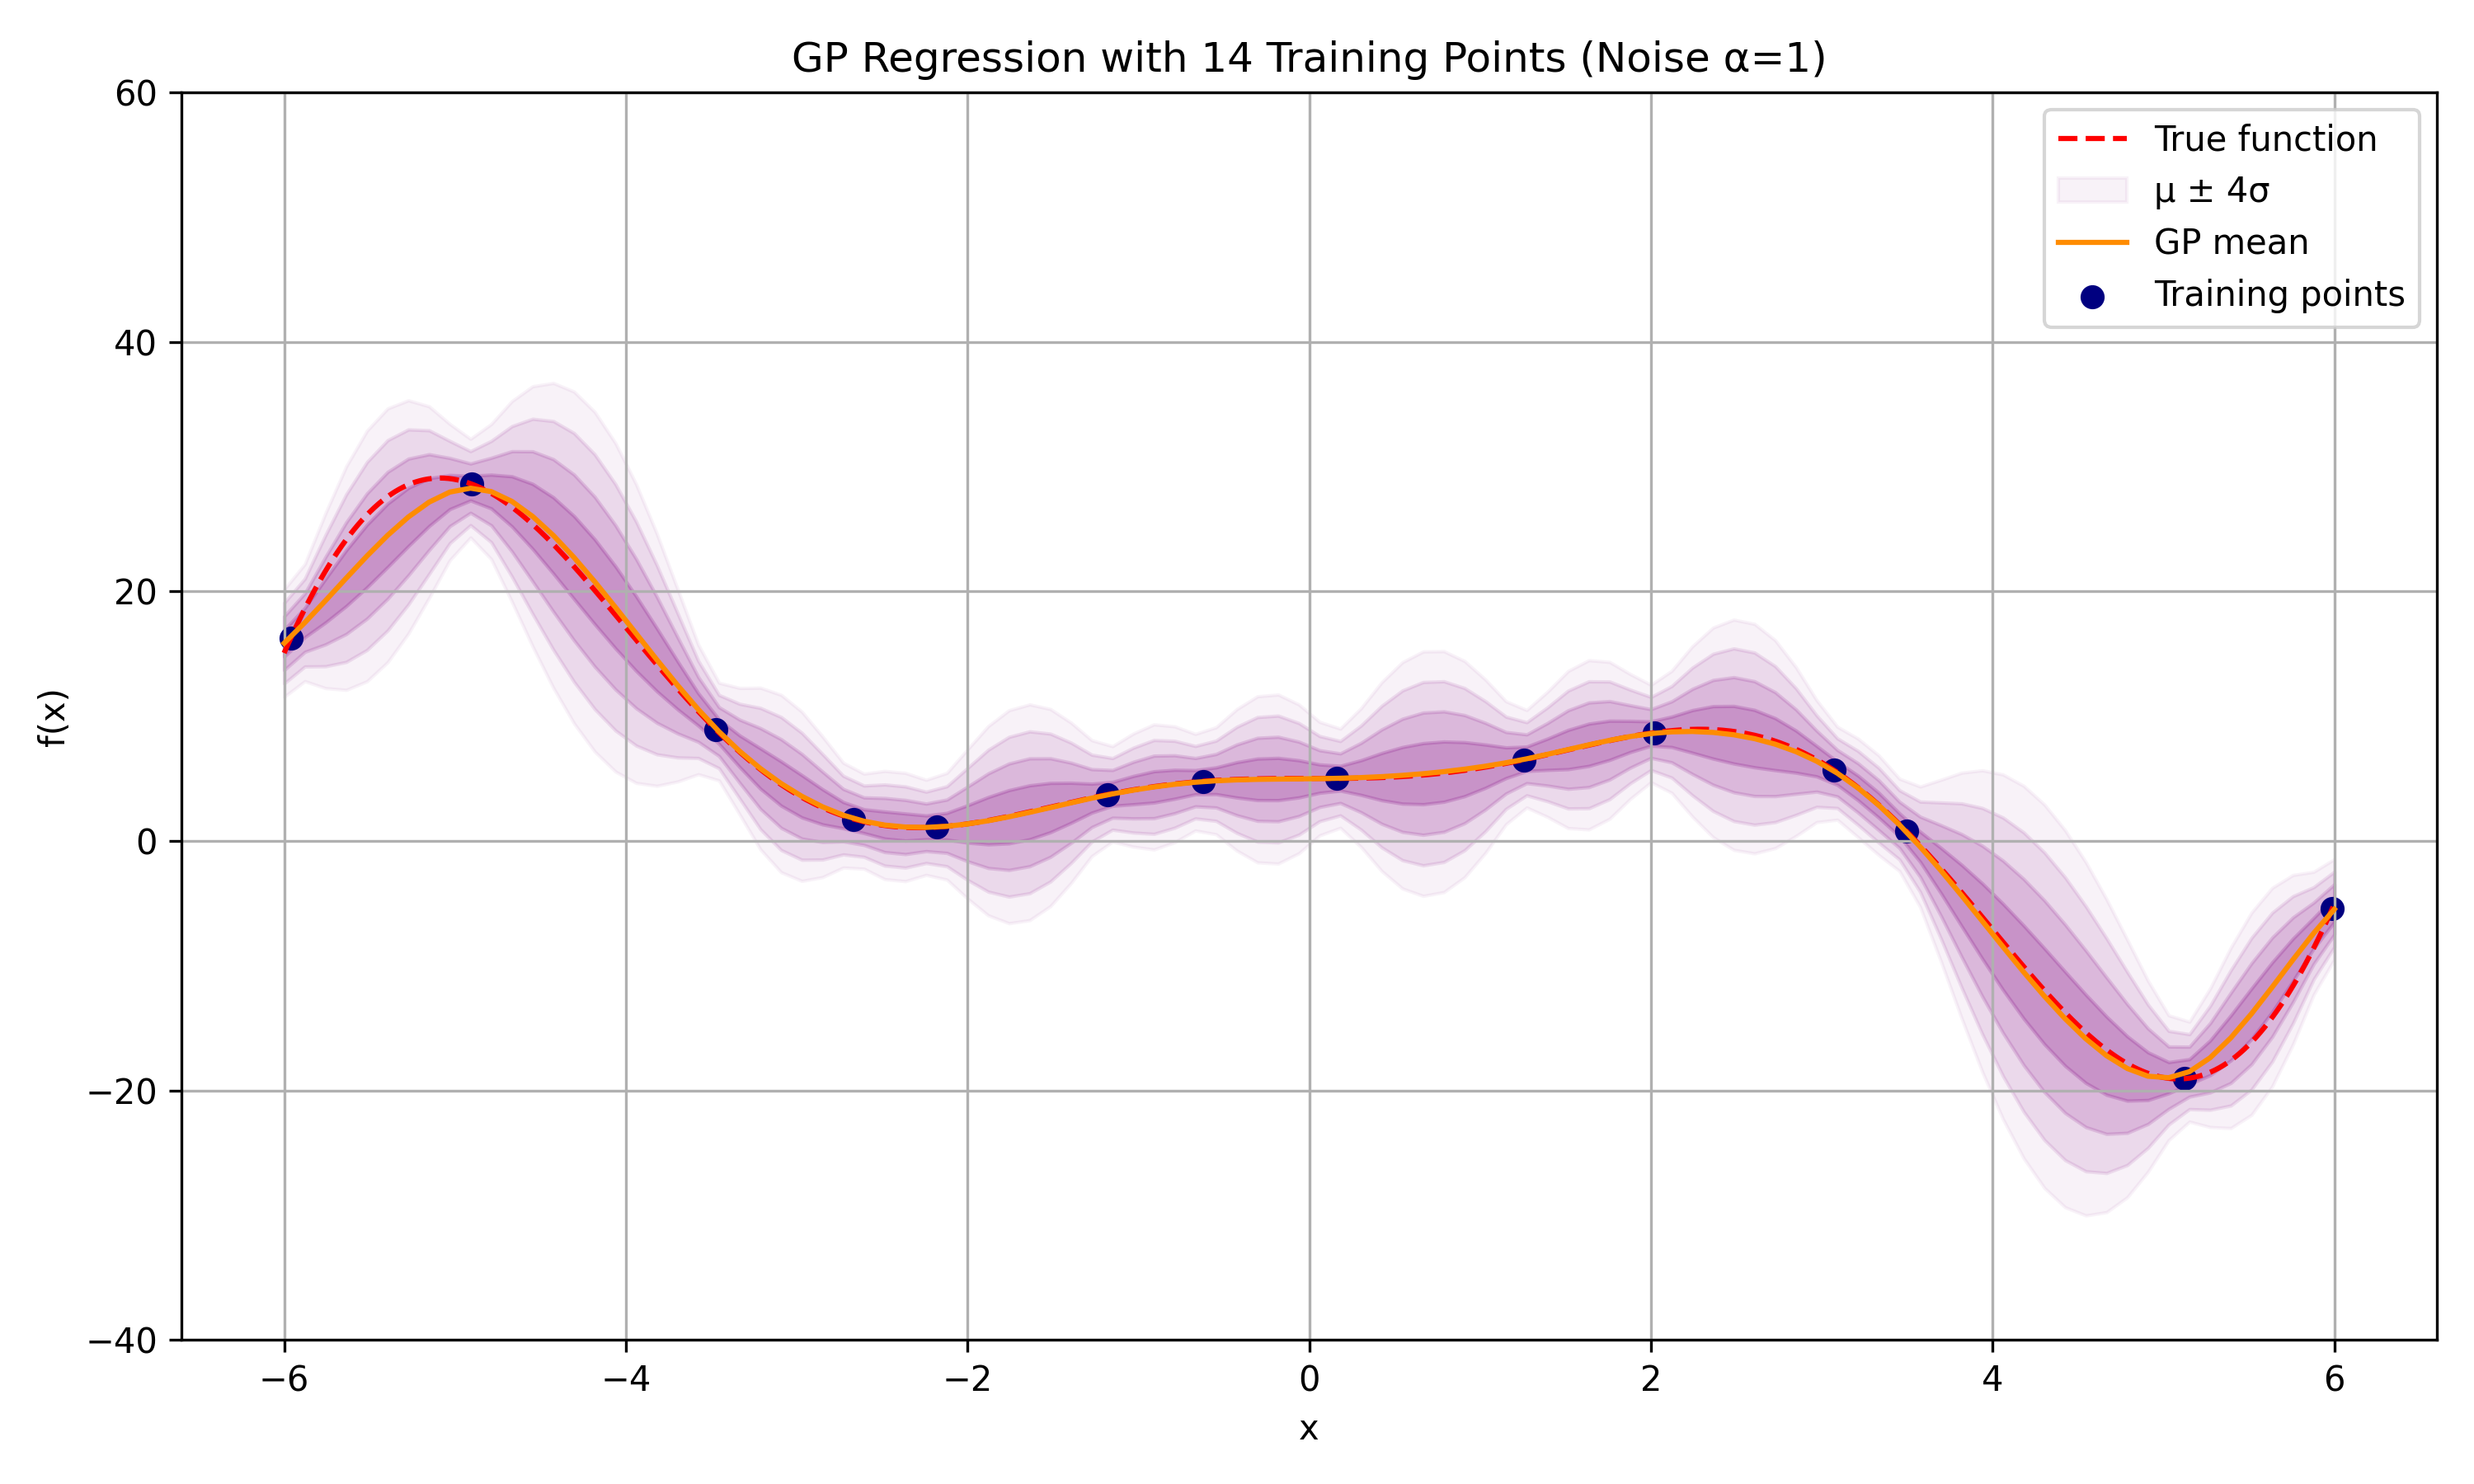 GP Regression with 14 Training Points (Noise α=1)
60
40
20
0
−20
−40
f(x)
True function
μ ± 4σ
GP mean
Training points
−6 −4 −2 0 2 4 6
x